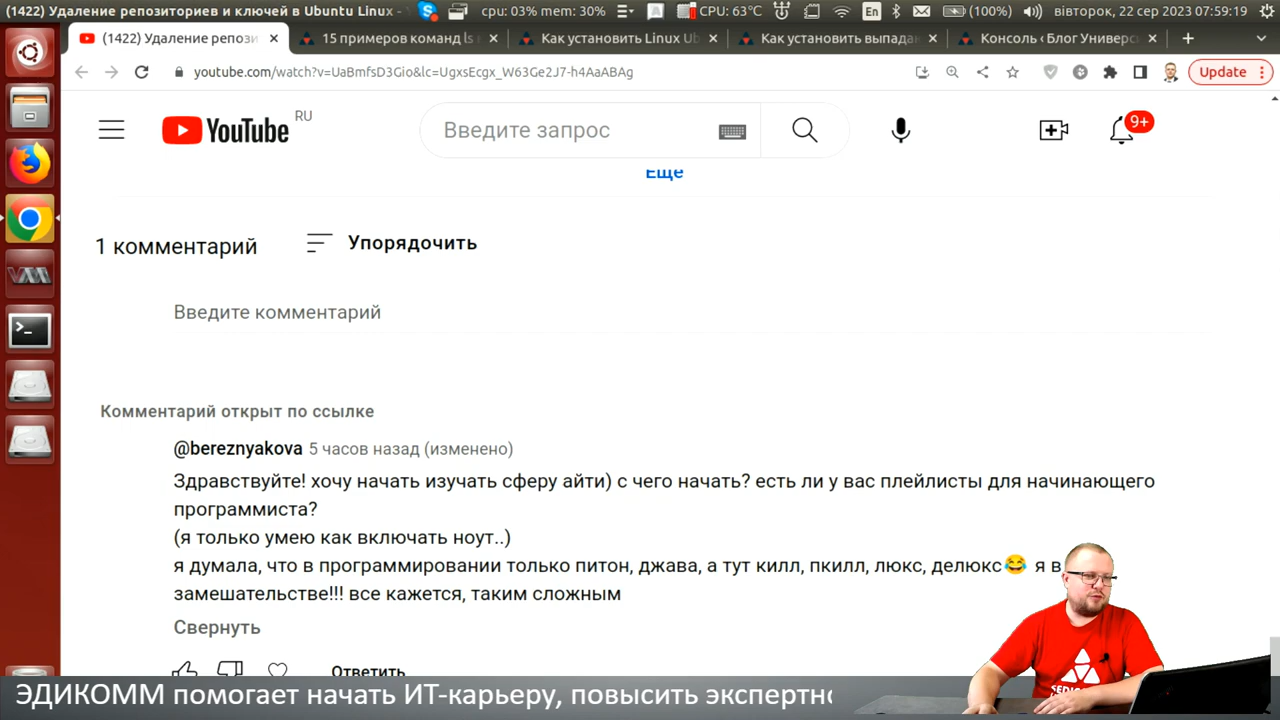 (1422) Удаление репозиториев и ключей в Ubuntu Linux -
cpu: 03% mem: 30%
CPU: 63℃
En
(100%)
вівторок, 22 сер 2023 07:59:19
(1422) Удаление репози
15 примеров команд ls в
Как установить Linux Ub
Как установить выпада
Консоль ‹ Блог Универс
youtube.com/watch?v=UaBmfsD3Gio&lc=UgxsEcgx_W63Ge2J7-h4AaABAg
Update
YouTube
RU
Введите запрос
9+
Ещё
1 комментарий
Упорядочить
Введите комментарий
Комментарий открыт по ссылке
@bereznyakova 5 часов назад (изменено)
Здравствуйте! хочу начать изучать сферу айти) с чего начать? есть ли у вас плейлисты для начинающего
программиста?
(я только умею как включать ноут..)
я думала, что в программировании только питон, джава, а тут килл, пкилл, люкс, делюкс😂 я в
замешательстве!!! все кажется, таким сложным
Свернуть
Ответить
ЭДИКОММ помогает начать ИТ-карьеру, повысить экспертно